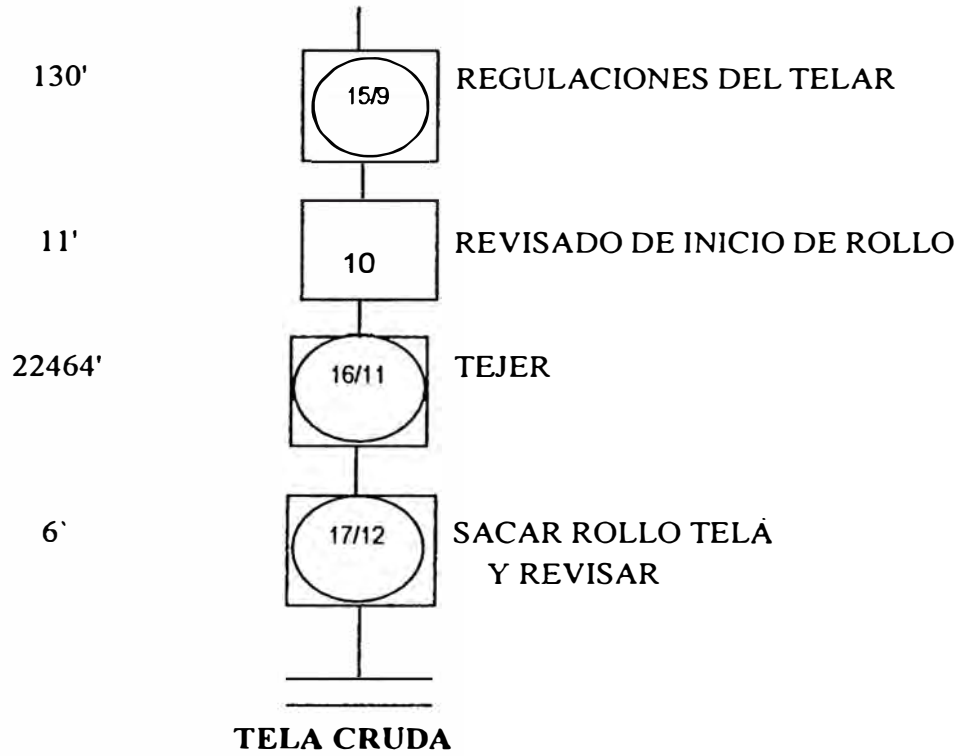 130' 15/9 REGULACIONES DEL TELAR
11' 10 REVISADO DE INICIO DE ROLLO
22464' 16/11 TEJER
6` 17/12 SACAR ROLLO TELA
Y REVISAR
TELA CRUDA